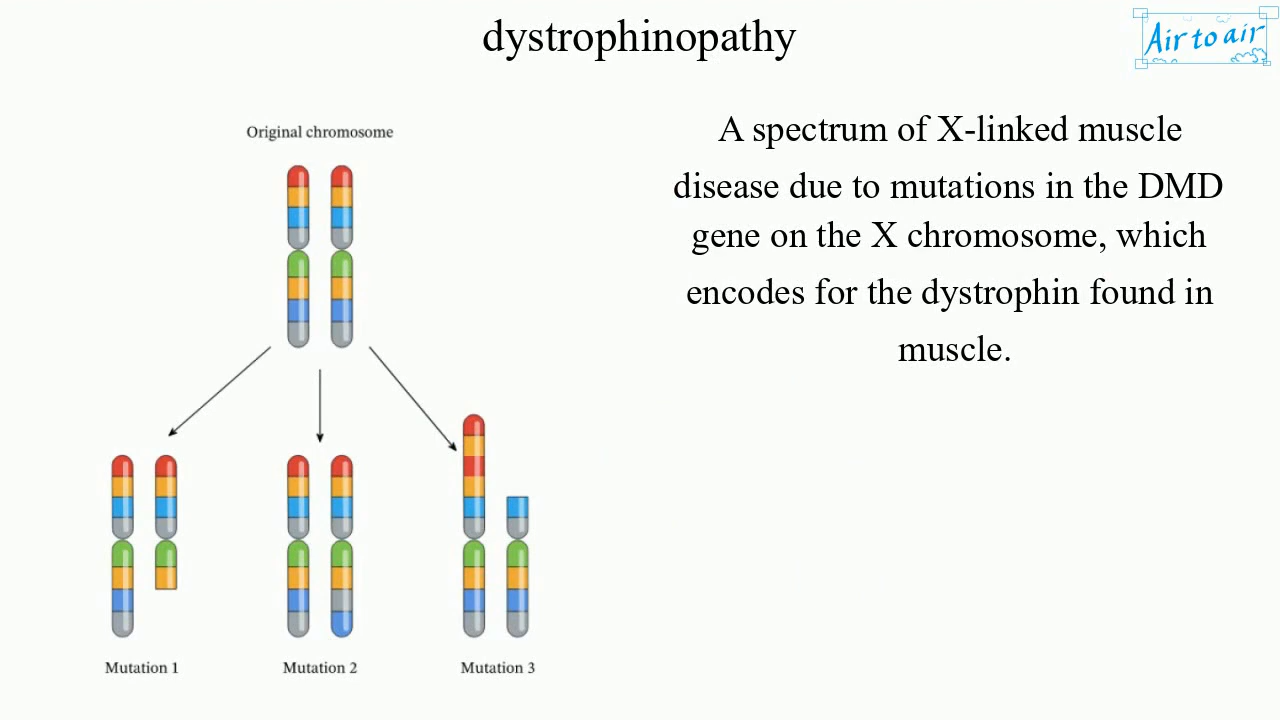 dystrophinopathy
Air to air
Original chromosome
A spectrum of X-linked muscle
disease due to mutations in the DMD
gene on the X chromosome, which
encodes for the dystrophin found in
muscle.
Mutation 1
Mutation 2
Mutation 3